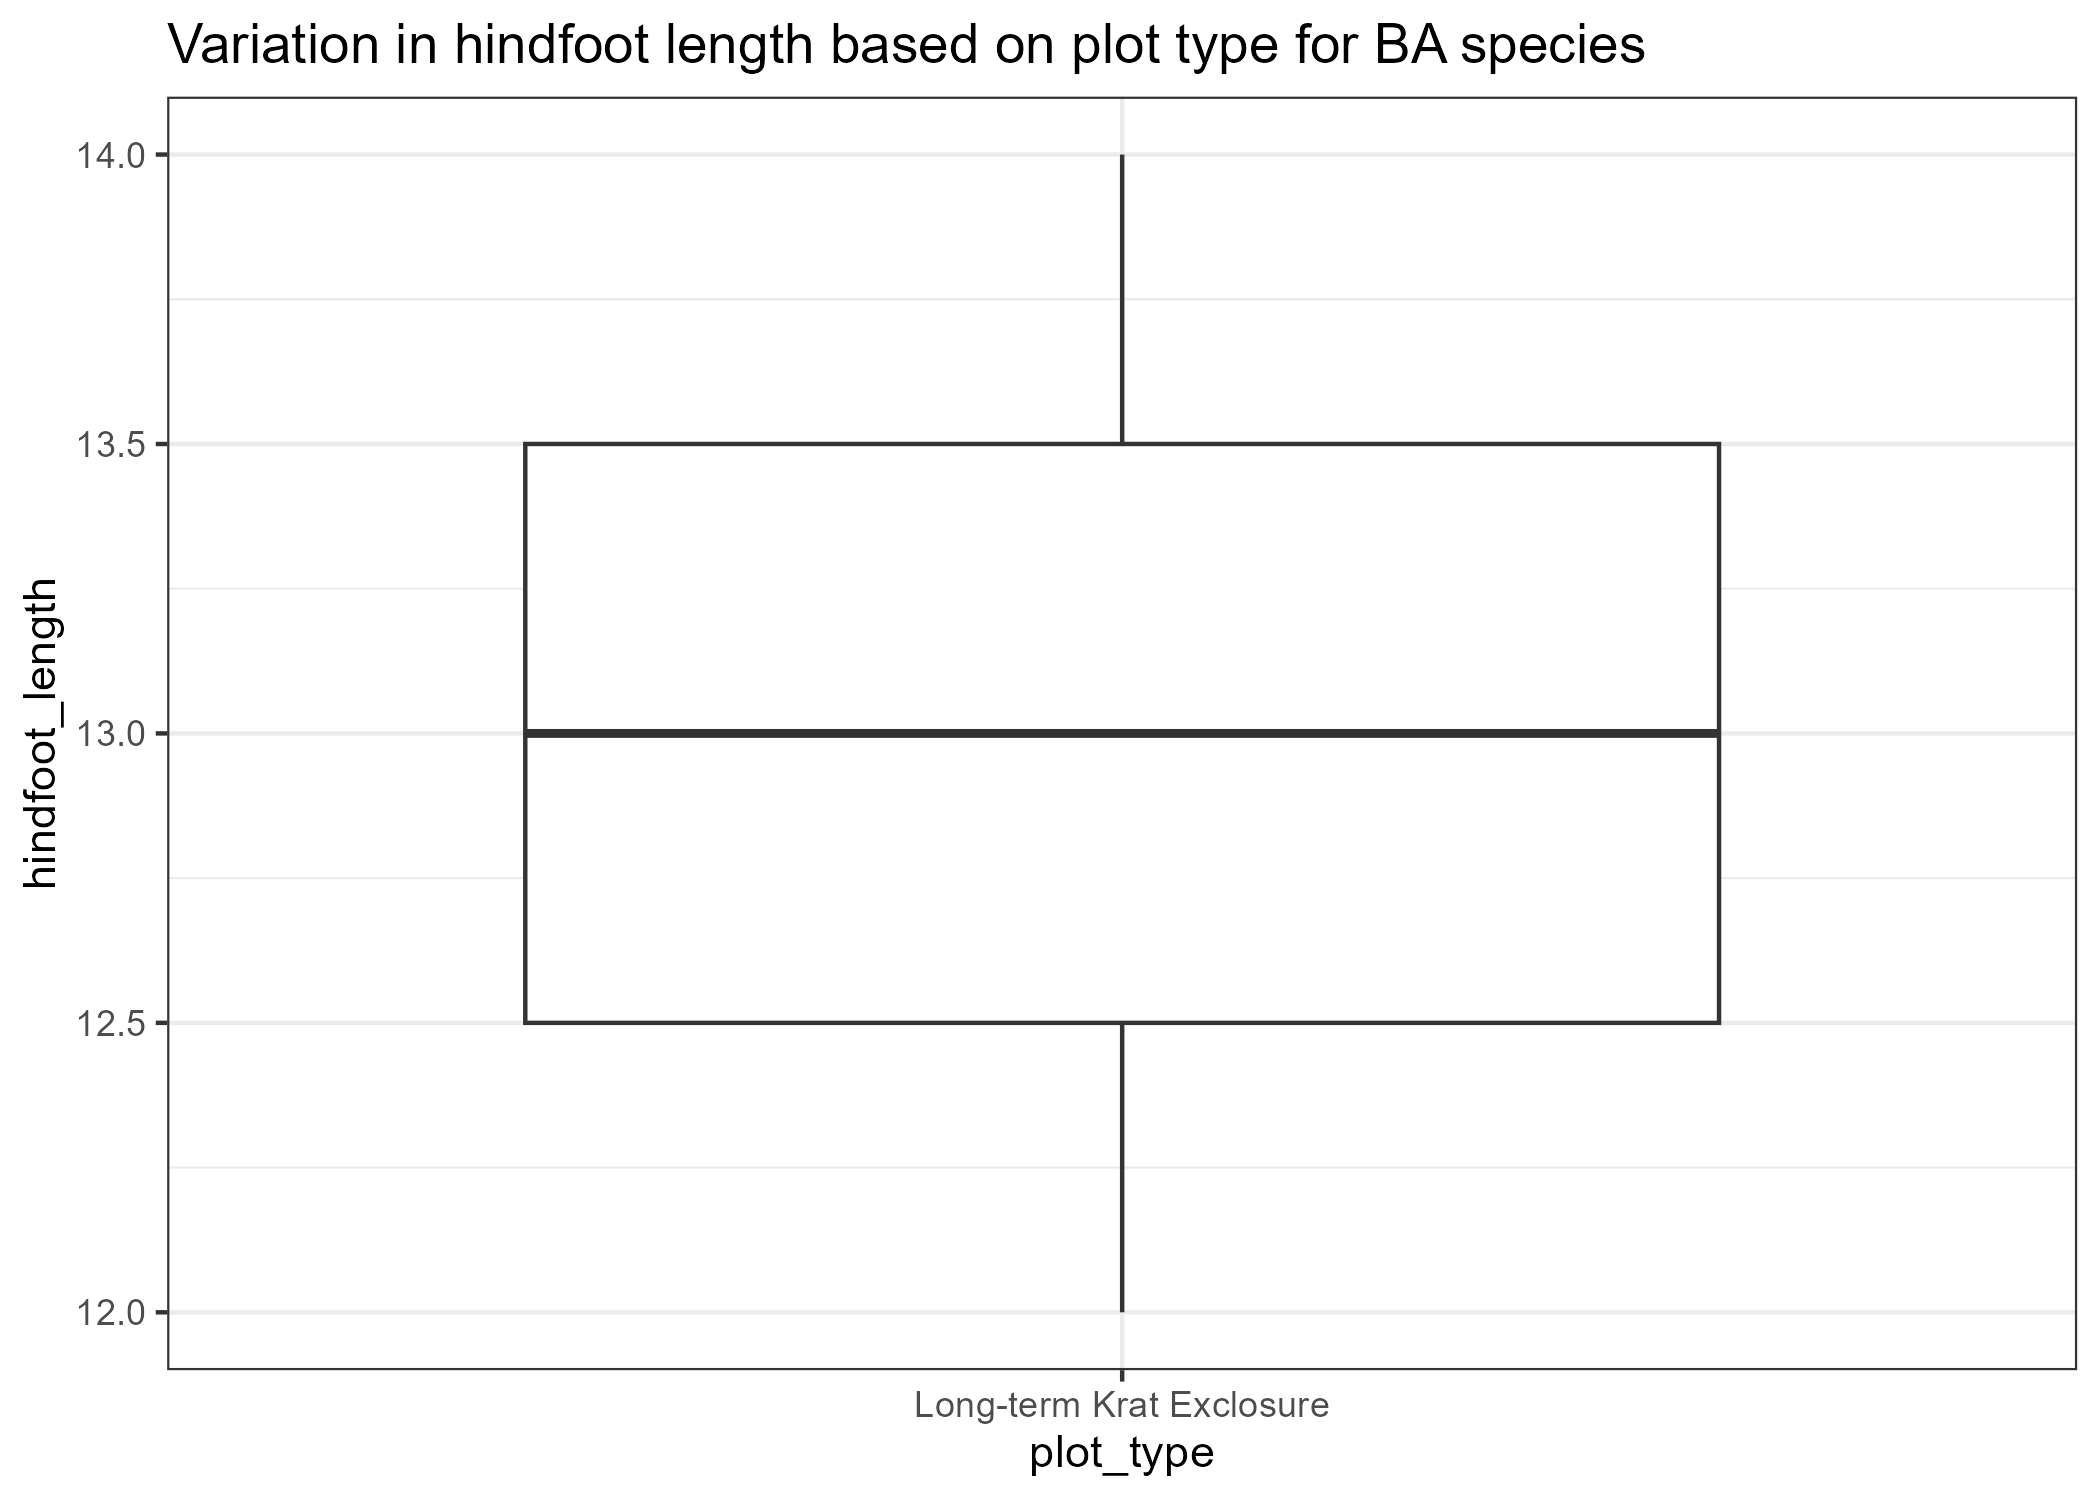 Variation in hindfoot length based on plot type for BA species
hindfoot_length
14.0
13.5
13.0
12.5
12.0
Long-term Krat Exclosure
plot_type